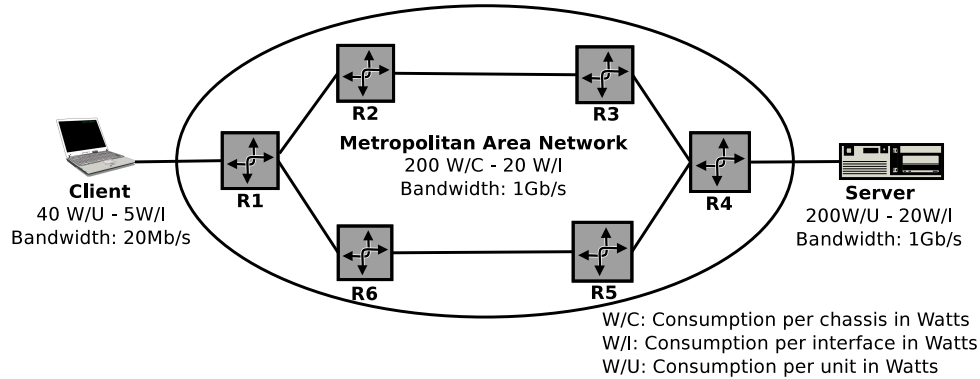 R2
R3
Metropolitan Area Network
200 W/C - 20 W/I
Bandwidth: 1Gb/s
R1
R4
Client
40 W/U - 5W/I
Bandwidth: 20Mb/s
Server
200W/U - 20W/I
Bandwidth: 1Gb/s
R6
R5
W/C: Consumption per chassis in Watts
W/I: Consumption per interface in Watts
W/U: Consumption per unit in Watts